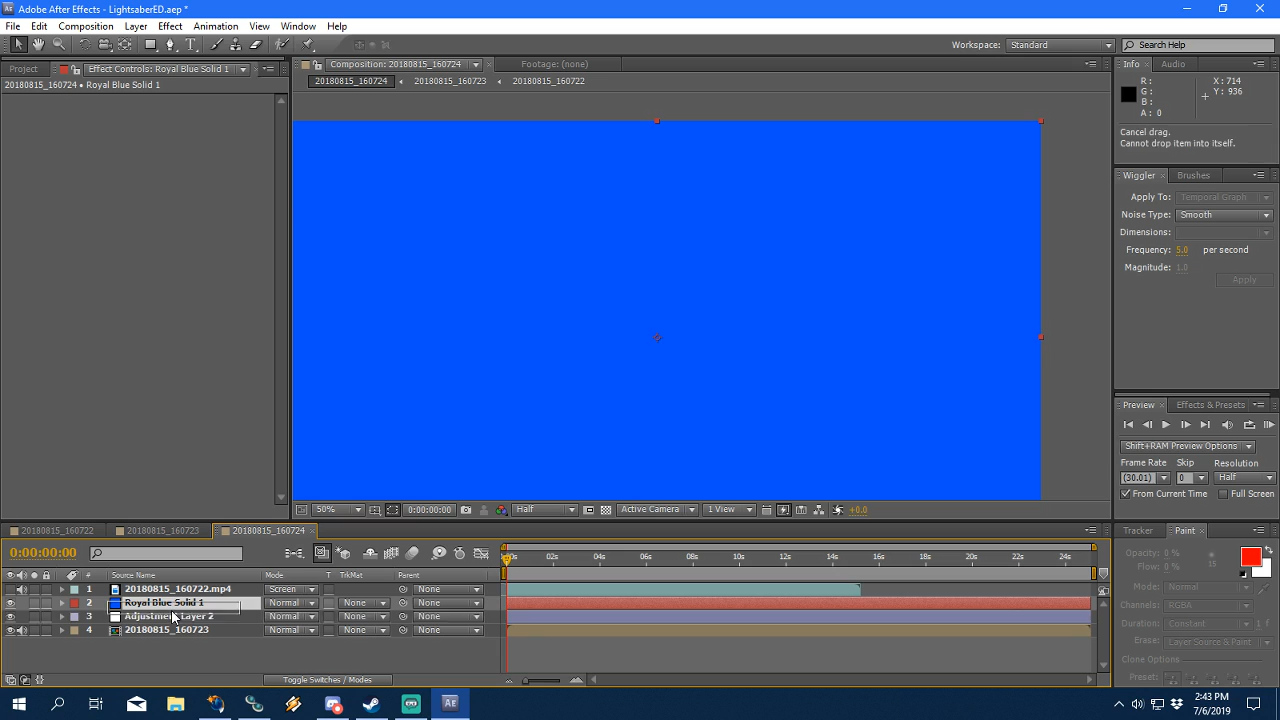 Adobe After Effects - LightsaberED.aep *
File Edit Composition Layer Effect Animation View Window Help
Workspace: Standard Search Help
Project Effect Controls: Royal Blue Solid 1 Composition: 20180815_160724 Footage: (none) Info Audio
20180815_160724 • Royal Blue Solid 1 20180815_160724 20180815_160723 20180815_160722
R : X : 714
G : Y : 936
B :
A : 0
Cancel drag.
Cannot drop item into itself.
Wiggler Brushes
Apply To: Temporal Graph
Noise Type: Smooth
Dimensions:
Frequency: 5.0 per second
Magnitude: 1.0
Apply
Preview Effects & Presets
Shift+RAM Preview Options
Frame Rate Skip Resolution
(30.01) 0 Half
From Current Time Full Screen
50% 0:00:00:00 Half Active Camera 1 View +0.0
20180815_160722 20180815_160723 20180815_160724 Tracker Paint
0:00:00:00
00s 02s 04s 06s 08s 10s 12s 14s 16s 18s 20s 22s 24s
# Source Name Mode T TrkMat Parent
1 20180815_160722.mp4 Screen None
2 Royal Blue Solid 1 Normal None None
3 Adjustment Layer 2 Normal None None
4 20180815_160723 Normal None None
Toggle Switches / Modes
Opacity: 0 %
Flow: 0 % 15
Mode: Normal
Channels: RGBA
Duration: Constant 1 f
Erase: Layer Source & Paint
Clone Options
Preset:
Ae
2:43 PM
7/6/2019